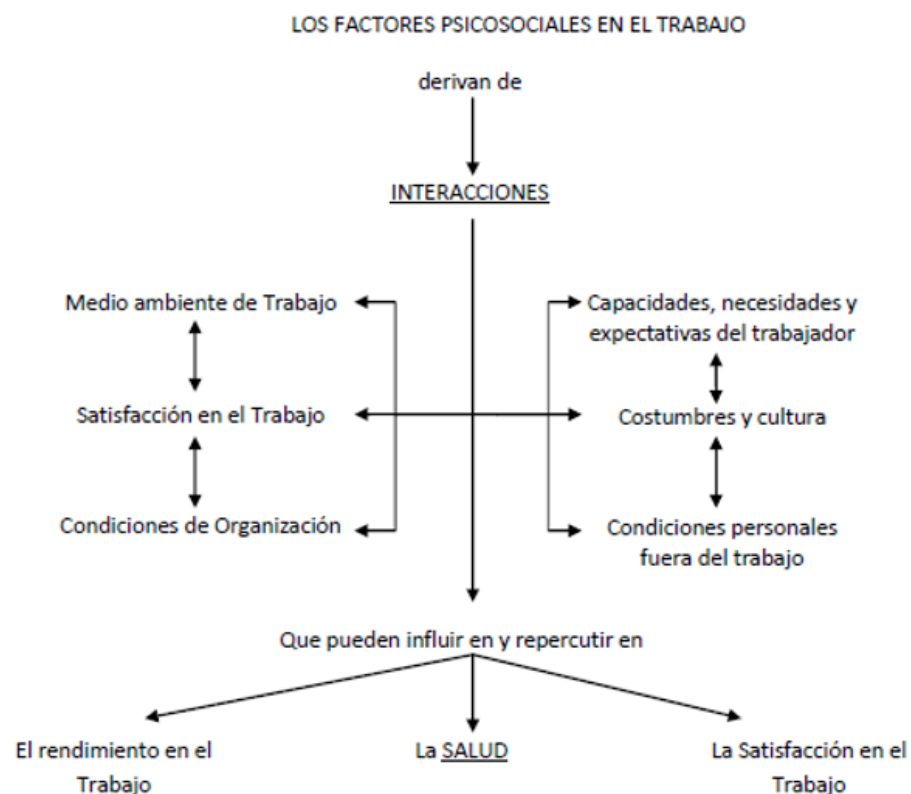 LOS FACTORES PSICOSOCIALES EN EL TRABAJO
derivan de
INTERACCIONES
Medio ambiente de Trabajo
Capacidades, necesidades y
expectativas del trabajador
Satisfacción en el Trabajo
Costumbres y cultura
Condiciones de Organización
Condiciones personales
fuera del trabajo
Que pueden influir en y repercutir en
El rendimiento en el
Trabajo
La SALUD
La Satisfacción en el
Trabajo